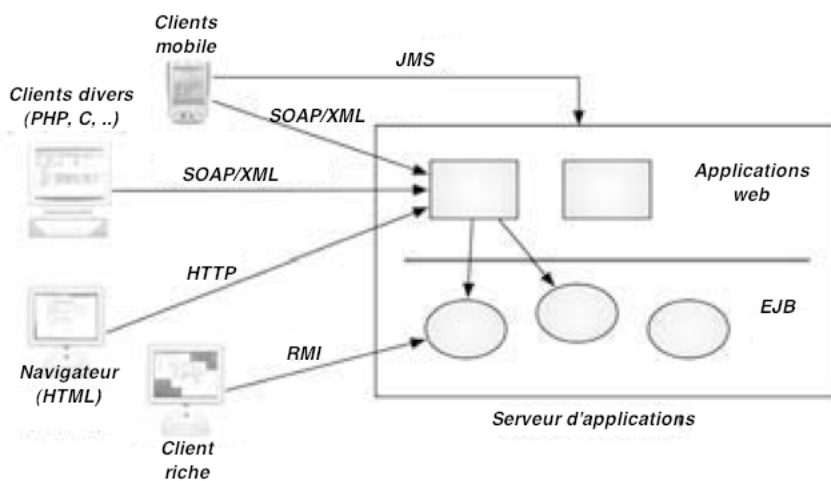 Clients
mobile
JMS
Clients divers
(PHP, C, ..)
SOAP/XML
SOAP/XML
Applications
web
HTTP
EJB
RMI
Navigateur
(HTML)
Serveur d'applications
Client
riche